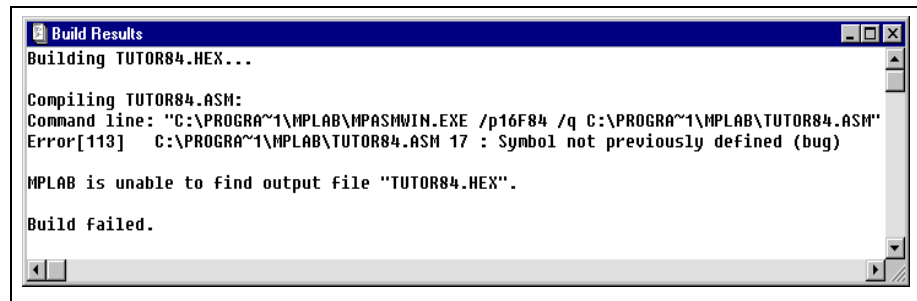 Build Results
Building TUTOR84.HEX...
Compiling TUTOR84.ASM:
Command line: "C:\PROGRA~1\MPLAB\MPASMWIN.EXE /p16F84 /q C:\PROGRA~1\MPLAB\TUTOR84.ASM"
Error[113]   C:\PROGRA~1\MPLAB\TUTOR84.ASM 17 : Symbol not previously defined (bug)
MPLAB is unable to find output file "TUTOR84.HEX".
Build failed.